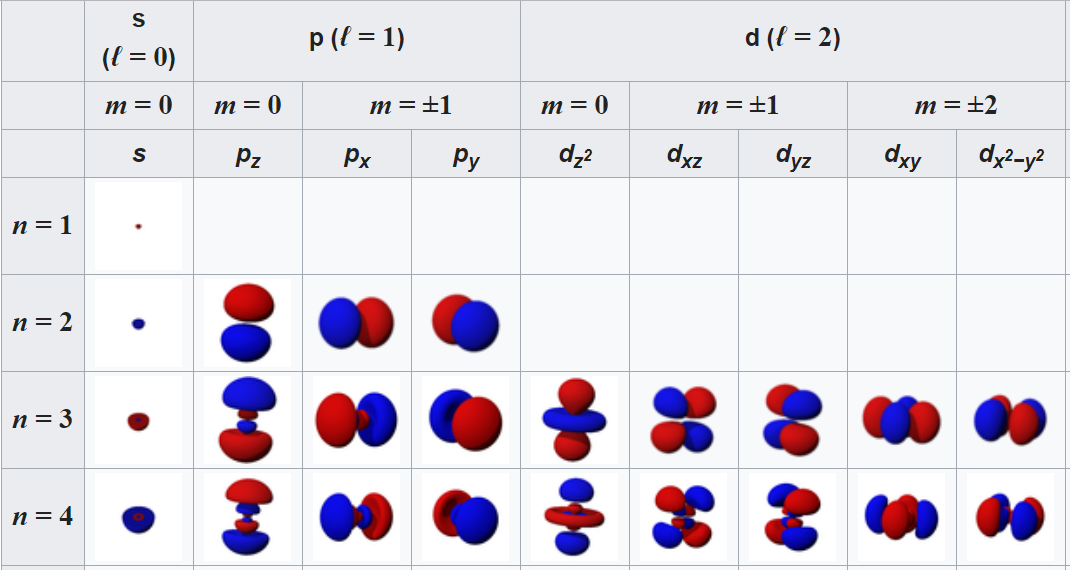 s
(ℓ = 0) p (ℓ = 1) d (ℓ = 2)
m = 0 m = 0 m = ±1 m = 0 m = ±1 m = ±2
s pz px py dz2 dxz dyz dxy dx2−y2
n = 1
n = 2
n = 3
n = 4